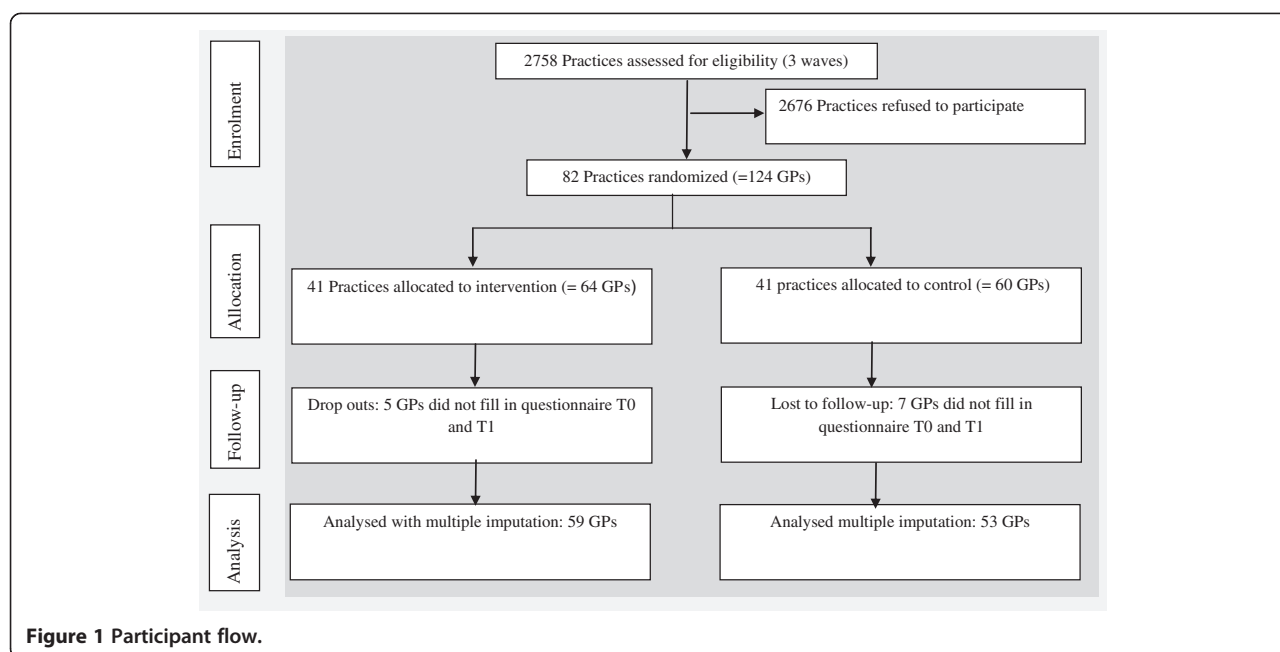 Enrolment
2758 Practices assessed for eligibility (3 waves)
2676 Practices refused to participate
82 Practices randomized (=124 GPs)
Allocation
41 Practices allocated to intervention (= 64 GPs)
41 practices allocated to control (= 60 GPs)
Follow-up
Drop outs: 5 GPs did not fill in questionnaire T0
and T1
Lost to follow-up: 7 GPs did not fill in
questionnaire T0 and T1
Analysis
Analysed with multiple imputation: 59 GPs
Analysed multiple imputation: 53 GPs
Figure 1 Participant flow.